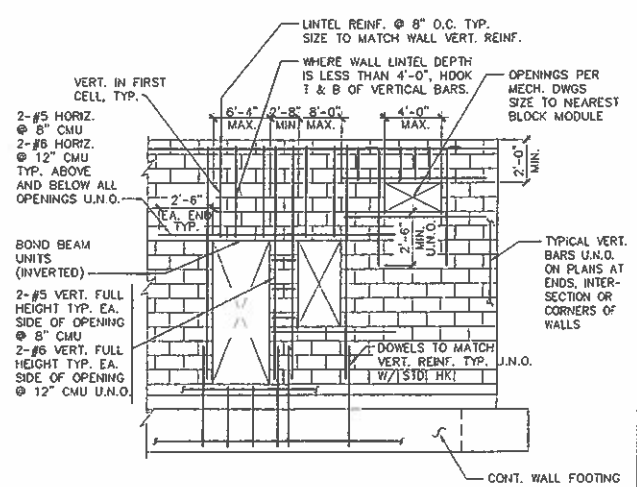 LINTEL REINF. @ 8" O.C. TYP.
SIZE TO MATCH WALL VERT. REINF.
WHERE WALL LINTEL DEPTH
IS LESS THAN 4'-0", HOOK
T & B OF VERTICAL BARS.
OPENINGS PER
MECH. DWGS
SIZE TO NEAREST
BLOCK MODULE
VERT. IN FIRST
CELL, TYP.
6'-4"
MAX.
2'-8"
MIN
8'-0"
MAX.
4'-0"
MAX.
2'-0"
MIN.
2-#5 HORIZ.
@ 8" CMU
2-#6 HORIZ.
@ 12" CMU
TYP. ABOVE
AND BELOW ALL
OPENINGS U.N.O.
2'-6"
EA. END
TYP.
2'-6"
MIN.
U.N.O.
BOND BEAM
UNITS
(INVERTED)
TYPICAL VERT.
BARS U.N.O.
ON PLANS AT
ENDS, INTER-
SECTION OR
CORNERS OF
WALLS
2-#5 VERT. FULL
HEIGHT TYP. EA.
SIDE OF OPENING
@ 8" CMU
2-#6 VERT. FULL
HEIGHT TYP. EA.
SIDE OF OPENING
@ 12" CMU U.N.O.
DOWELS TO MATCH
VERT. REINF. TYP. U.N.O.
W/ STD. HK.
CONT. WALL FOOTING